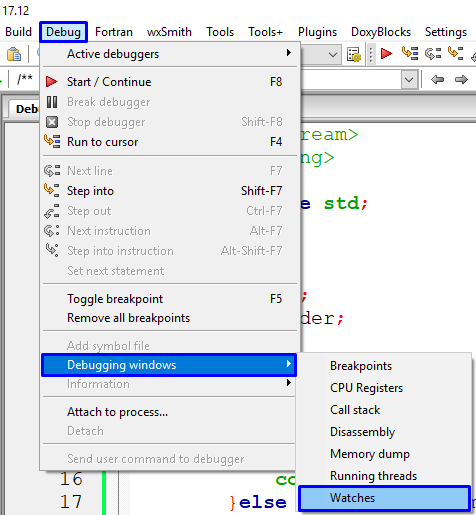 17.12
Build Debug Fortran wxSmith Tools Tools+ Plugins DoxyBlocks Settings
Active debuggers
/**
Start / Continue F8
Break debugger
Stop debugger Shift-F8
Run to cursor F4
Next line F7
Step into Shift-F7
Step out Ctrl-F7
Next instruction Alt-F7
Step into instruction Alt-Shift-F7
Set next statement
Toggle breakpoint F5
Remove all breakpoints
Add symbol file
Debugging windows
Information
Attach to process...
Detach
Send user command to debugger
Breakpoints
CPU Registers
Call stack
Disassembly
Memory dump
Running threads
Watches
std;
;
der;
16
17 }else